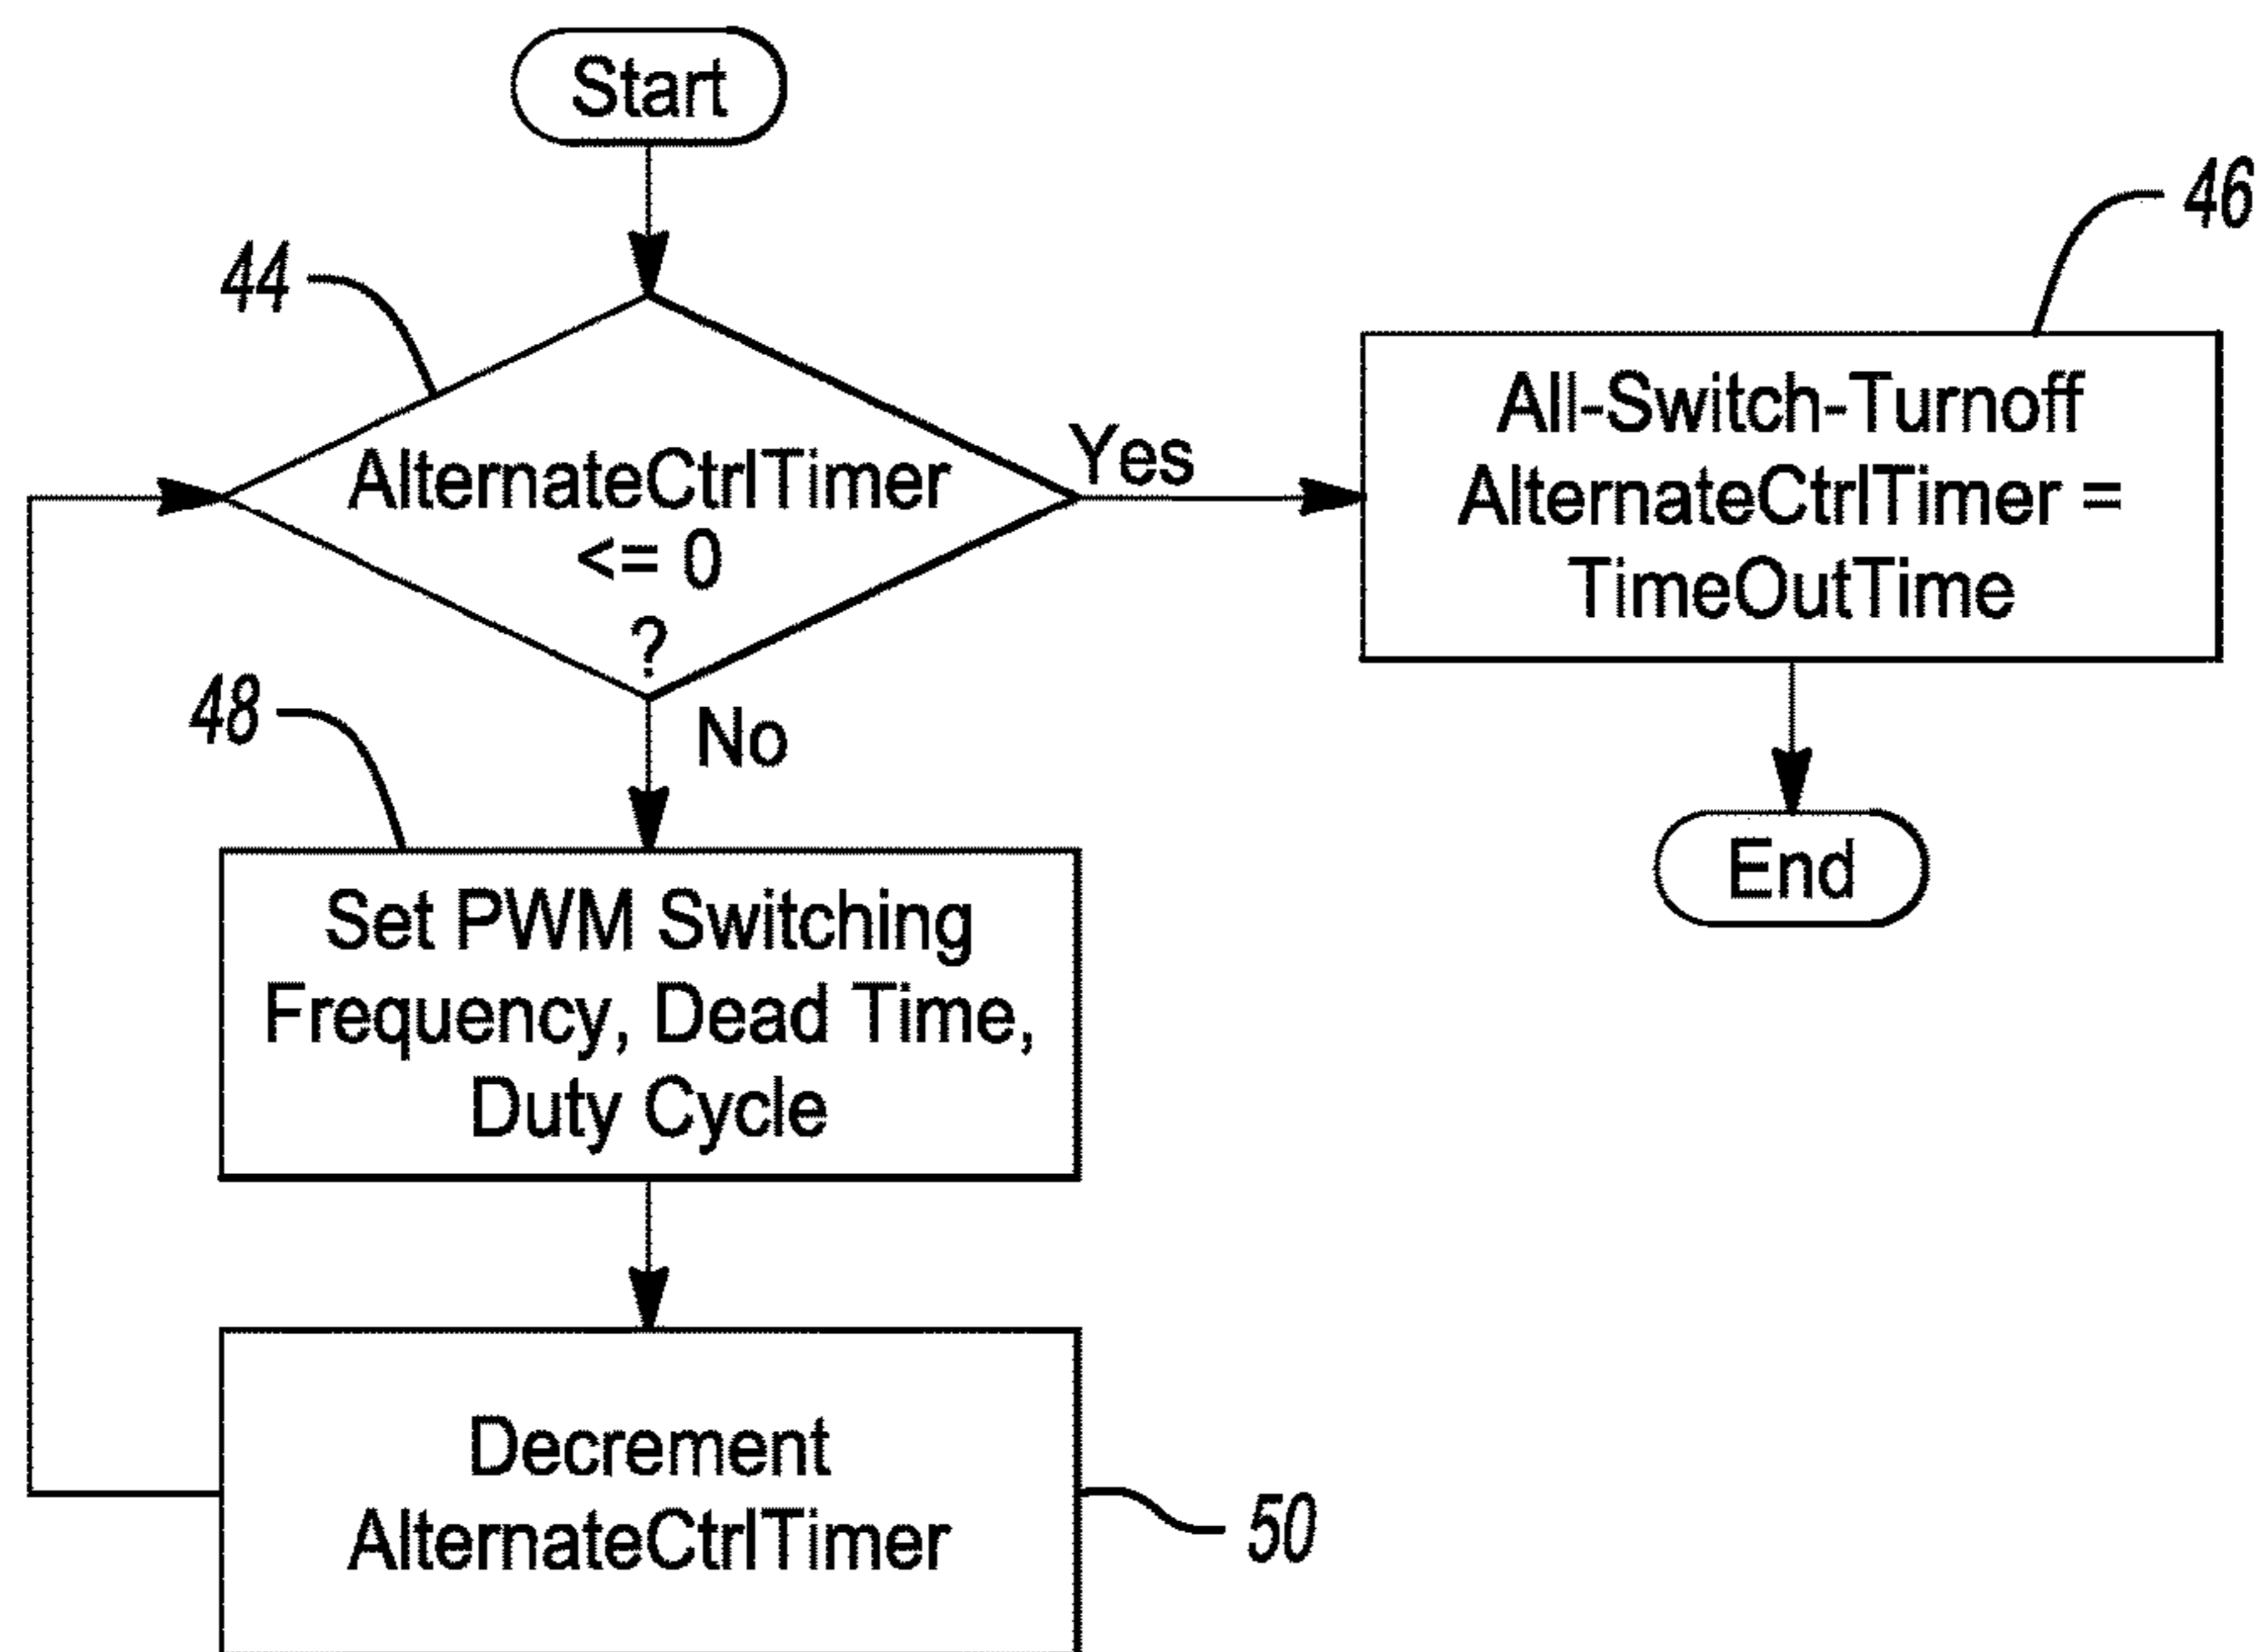 Start
44
AlternateCtrlTimer
<= 0
?
Yes
46
All-Switch-Turnoff
AlternateCtrlTimer =
TimeOutTime
End
No
48
Set PWM Switching
Frequency, Dead Time,
Duty Cycle
Decrement
AlternateCtrlTimer
50